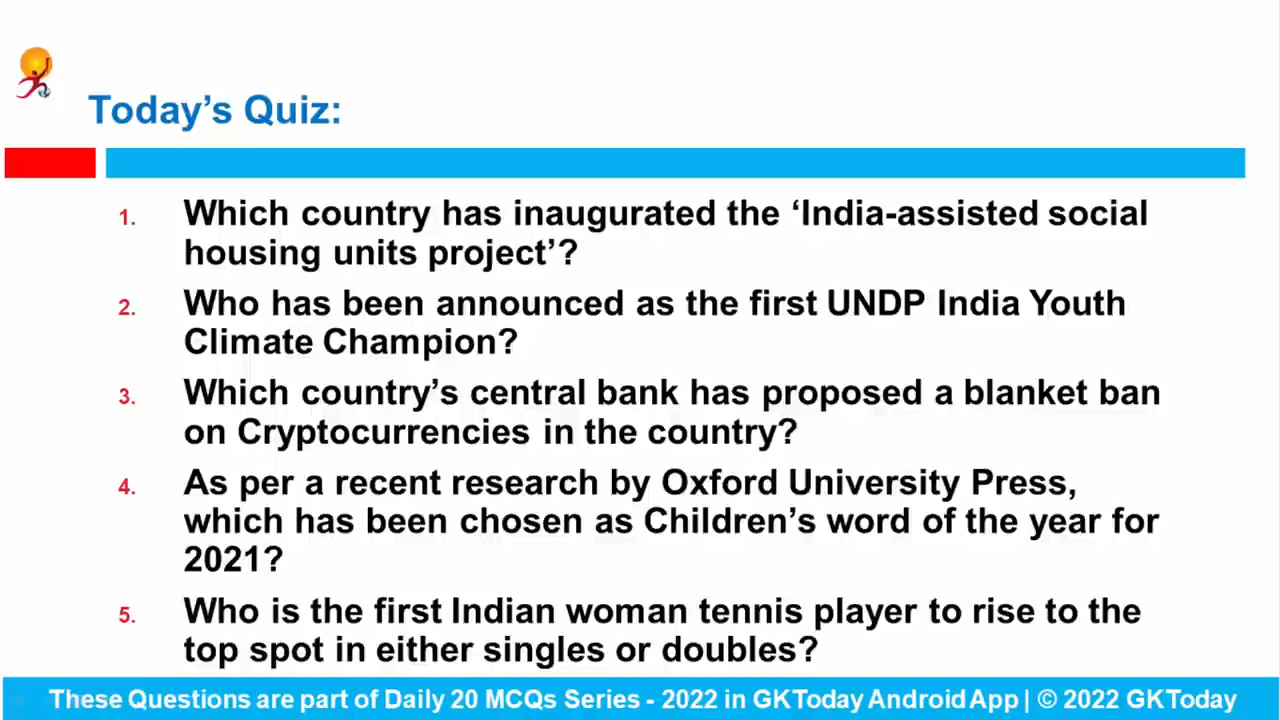 Today’s Quiz:
1. Which country has inaugurated the ‘India-assisted social
housing units project’?
2. Who has been announced as the first UNDP India Youth
Climate Champion?
3. Which country’s central bank has proposed a blanket ban
on Cryptocurrencies in the country?
4. As per a recent research by Oxford University Press,
which has been chosen as Children’s word of the year for
2021?
5. Who is the first Indian woman tennis player to rise to the
top spot in either singles or doubles?
These Questions are part of Daily 20 MCQs Series - 2022 in GKToday Android App | © 2022 GKToday